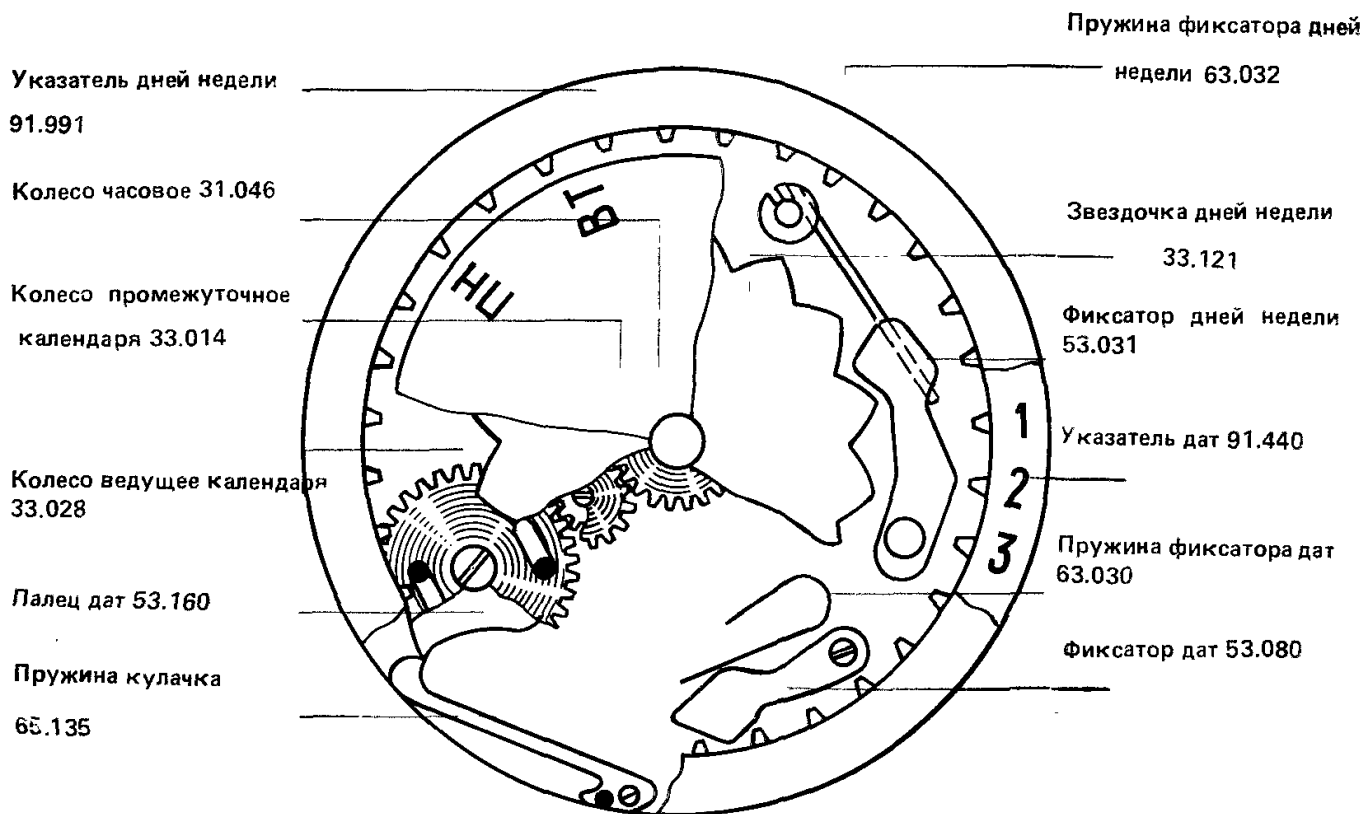 Указатель дней недели
91.991
Колесо часовое 31.046
Колесо промежуточное
календаря 33.014
Колесо ведущее календаря
33.028
Палец дат 53.160
Пружина кулачка
65.135
ВТ
ПН
1
2
3
Пружина фиксатора дней
недели 63.032
Звездочка дней недели
33.121
Фиксатор дней недели
53.031
Указатель дат 91.440
Пружина фиксатора дат
63.030
Фиксатор дат 53.080